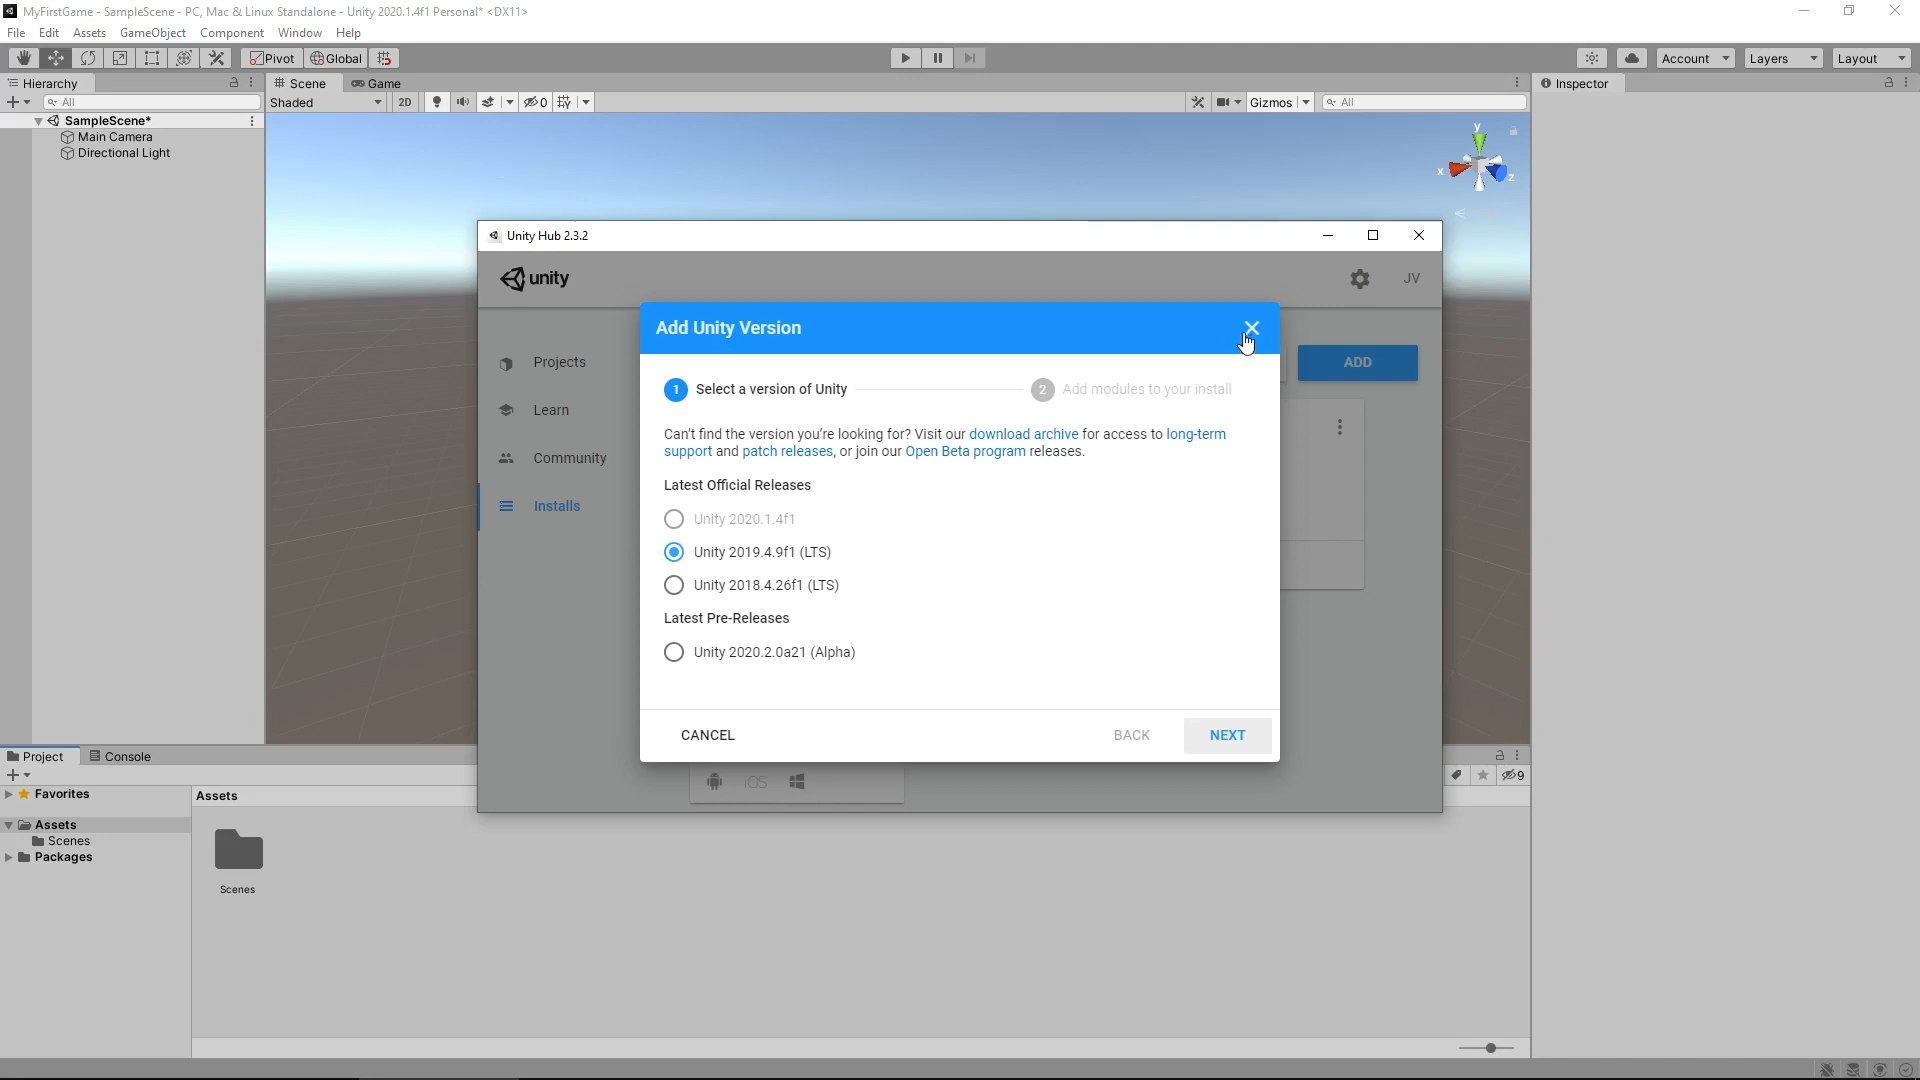 MyFirstGame - SampleScene - PC, Mac & Linux Standalone - Unity 2020.1.4f1 Personal* <DX11>
File Edit Assets GameObject Component Window Help
Pivot Global Account Layers Layout
Hierarchy Scene Game Inspector
All Shaded 2D 0 Gizmos All
SampleScene*
Main Camera
Directional Light
y
x
z
Unity Hub 2.3.2
unity JV
Add Unity Version
Projects ADD
1 Select a version of Unity 2 Add modules to your install
Learn
Can't find the version you're looking for? Visit our download archive for access to long-term
support and patch releases, or join our Open Beta program releases.
Community
Latest Official Releases
Installs
Unity 2020.1.4f1
Unity 2019.4.9f1 (LTS)
Unity 2018.4.26f1 (LTS)
Latest Pre-Releases
Unity 2020.2.0a21 (Alpha)
CANCEL BACK NEXT
iOS
Project Console
9
Favorites Assets
Assets
Scenes
Packages
Scenes